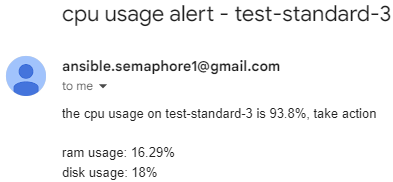 cpu usage alert - test-standard-3
ansible.semaphore1@gmail.com
to me
the cpu usage on test-standard-3 is 93.8%, take action
ram usage: 16.29%
disk usage: 18%